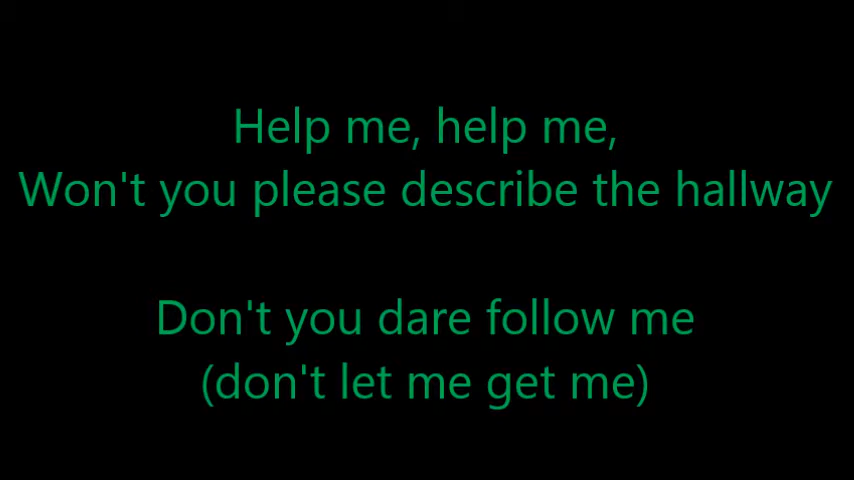 Help me, help me,
Won't you please describe the hallway
Don't you dare follow me
(don't let me get me)